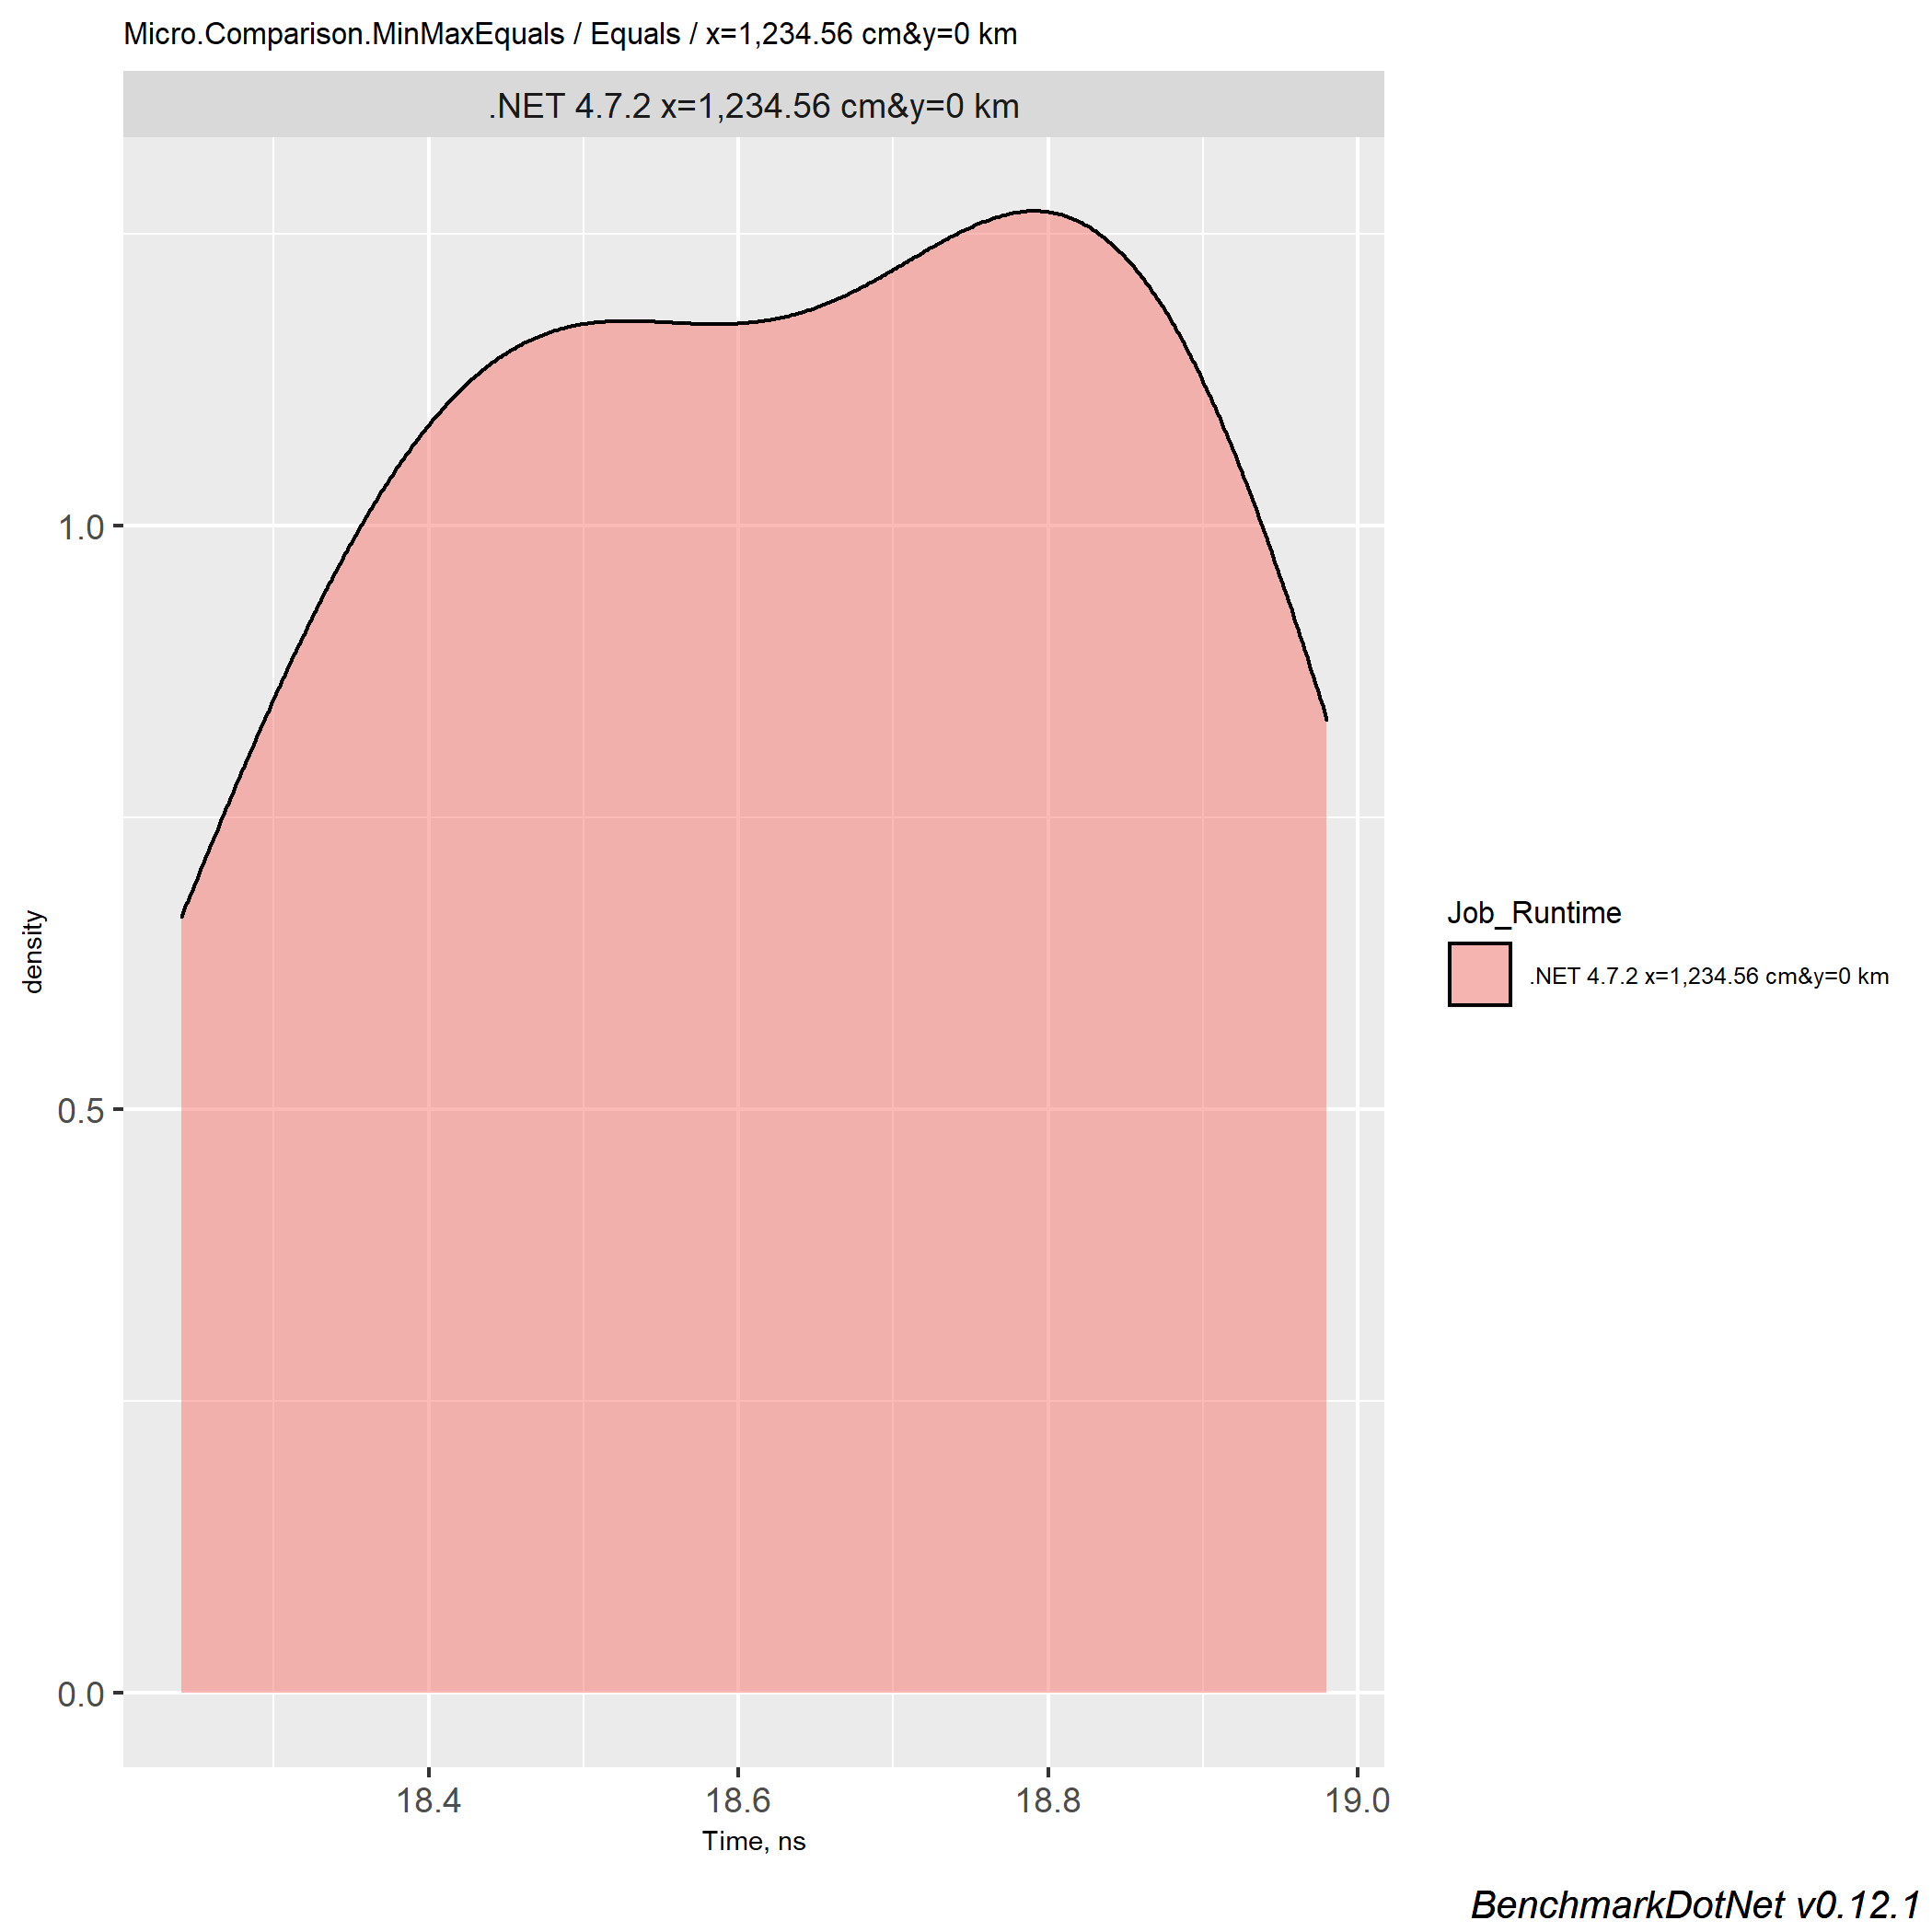 Micro.Comparison.MinMaxEquals / Equals / x=1,234.56 cm&y=0 km
.NET 4.7.2 x=1,234.56 cm&y=0 km
1.0
0.5
0.0
density
18.4 18.6 18.8 19.0
Time, ns
Job_Runtime
.NET 4.7.2 x=1,234.56 cm&y=0 km
BenchmarkDotNet v0.12.1